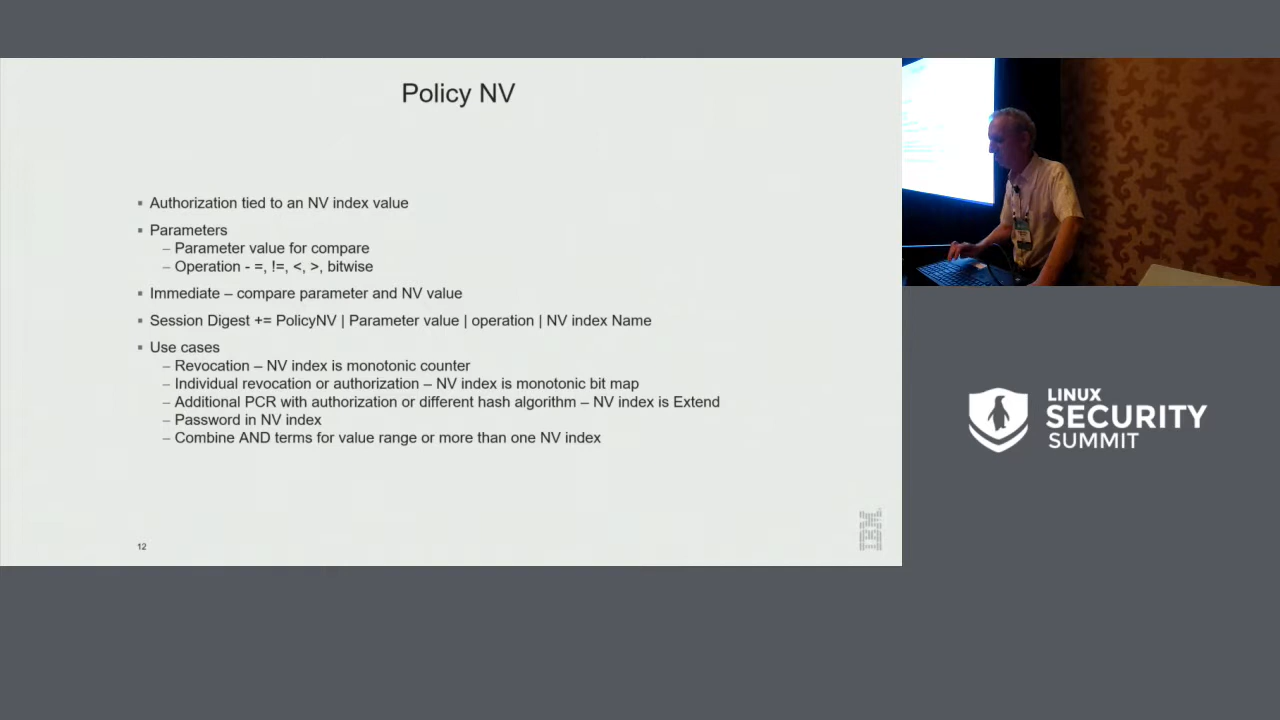 Policy NV
▪ Authorization tied to an NV index value
▪ Parameters
– Parameter value for compare
– Operation - =, !=, <, >, bitwise
▪ Immediate – compare parameter and NV value
▪ Session Digest += PolicyNV | Parameter value | operation | NV index Name
▪ Use cases
– Revocation – NV index is monotonic counter
– Individual revocation or authorization – NV index is monotonic bit map
– Additional PCR with authorization or different hash algorithm – NV index is Extend
– Password in NV index
– Combine AND terms for value range or more than one NV index
12
IBM
LINUX
SECURITY
SUMMIT